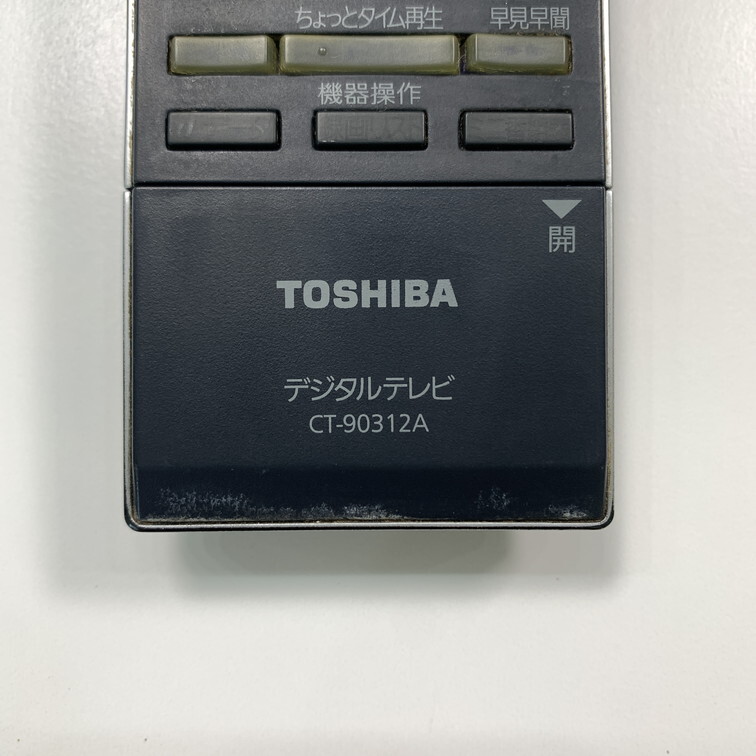 ちょっとタイム再生 早見早聞
機器操作
開
TOSHIBA
デジタルテレビ
CT-90312A